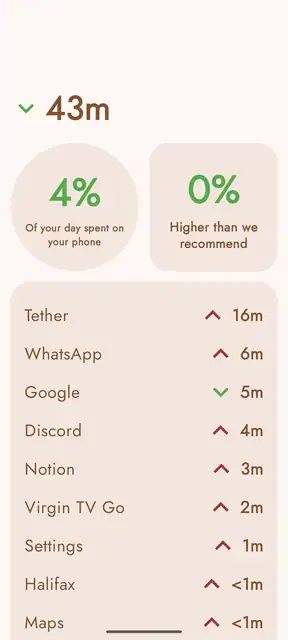 43m
4%
Of your day spent on
your phone
0%
Higher than we
recommend
Tether 16m
WhatsApp 6m
Google 5m
Discord 4m
Notion 3m
Virgin TV Go 2m
Settings 1m
Halifax <1m
Maps <1m